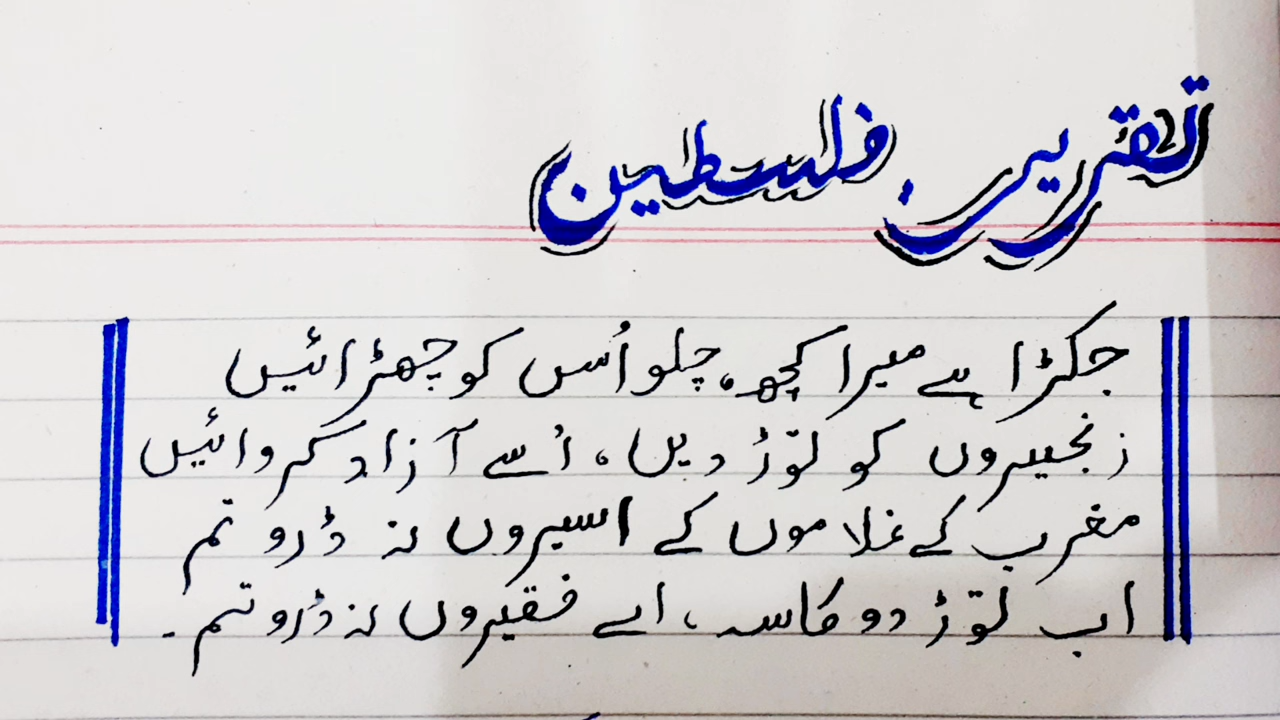 تقریر فلسطین
جکڑا ہے میرا کچھ، چلو اُس کو چھڑائیں
زنجیروں کو توڑ دیں، اُسے آزاد کروائیں
مغرب کے غلاموں کے اسیروں نہ ڈرو تم
اب توڑ دو کاسہ، اے فقیروں نہ ڈرو تم۔